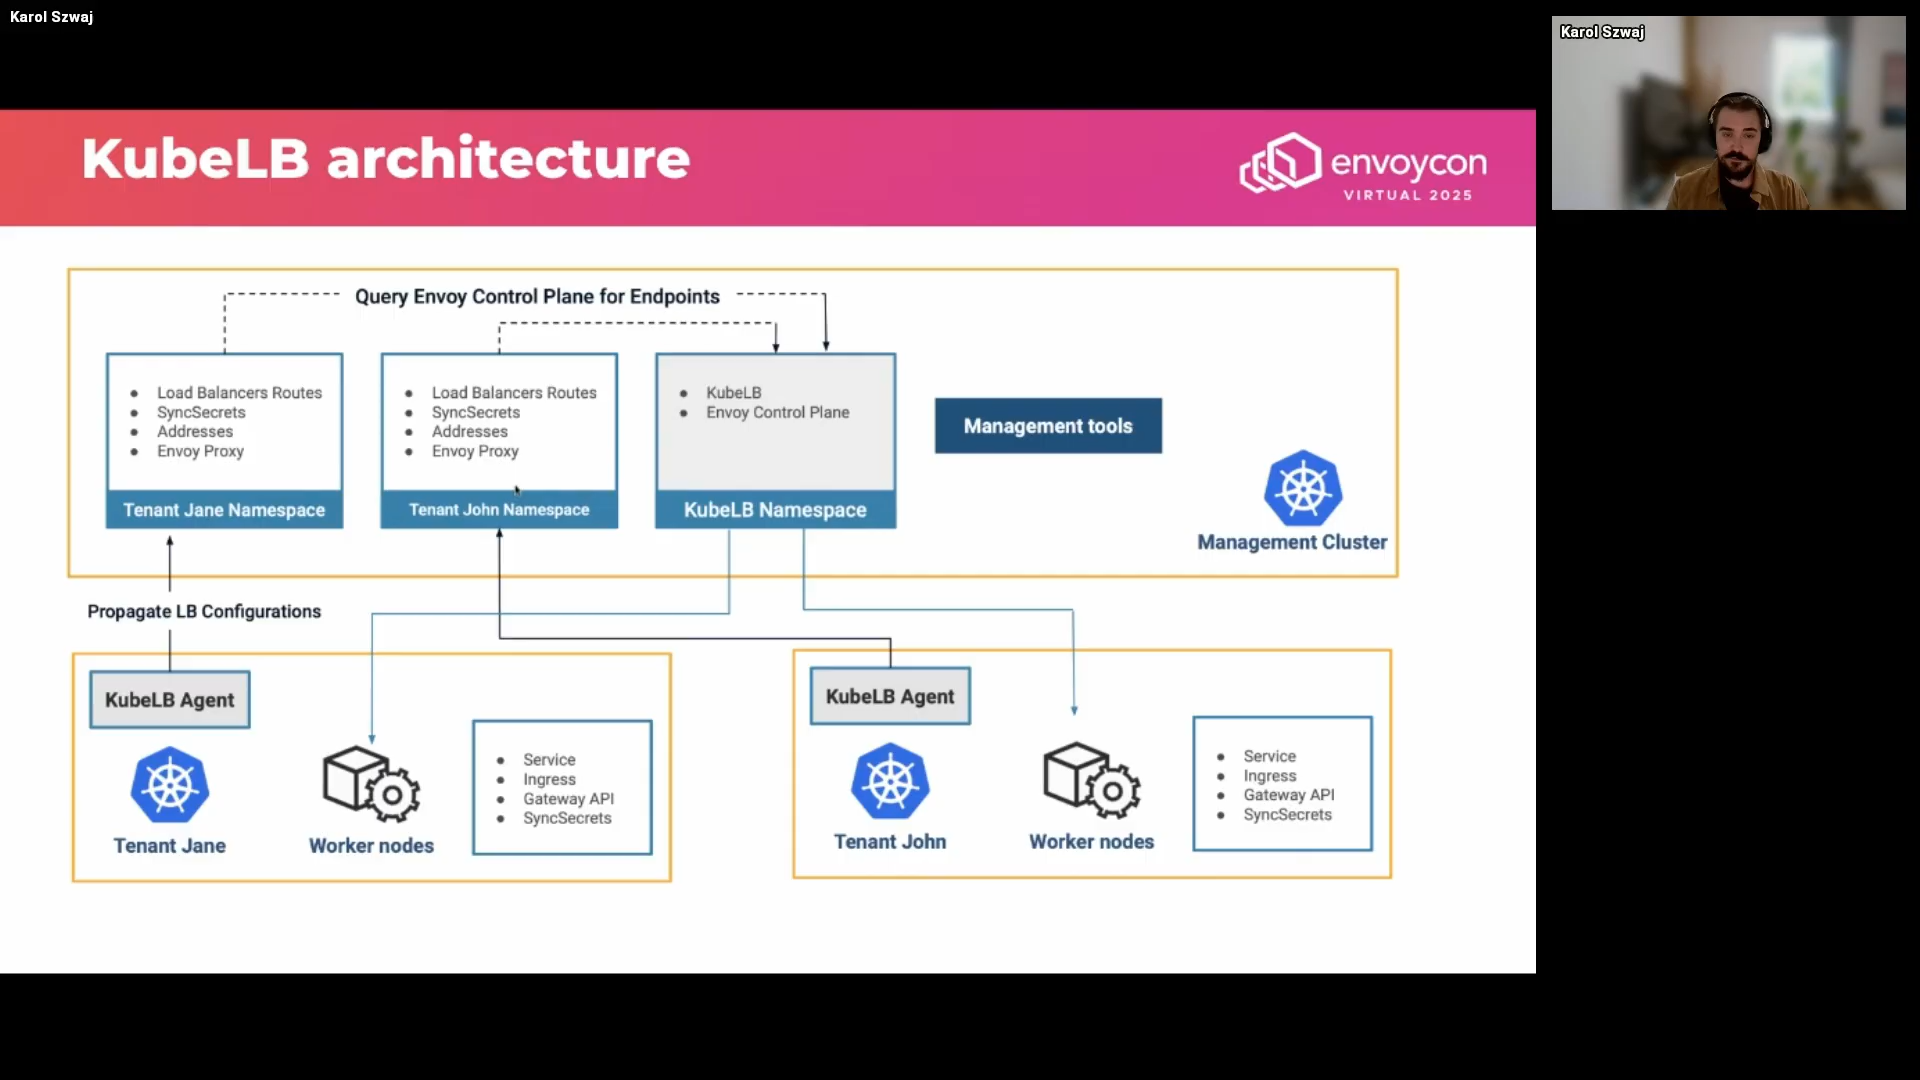 Karol Szwaj
Karol Szwaj
KubeLB architecture
envoycon
VIRTUAL 2025
Query Envoy Control Plane for Endpoints
Load Balancers Routes
SyncSecrets
Addresses
Envoy Proxy
Tenant Jane Namespace
Load Balancers Routes
SyncSecrets
Addresses
Envoy Proxy
Tenant John Namespace
KubeLB
Envoy Control Plane
KubeLB Namespace
Management tools
Management Cluster
Propagate LB Configurations
KubeLB Agent
Tenant Jane
Worker nodes
Service
Ingress
Gateway API
SyncSecrets
KubeLB Agent
Tenant John
Worker nodes
Service
Ingress
Gateway API
SyncSecrets